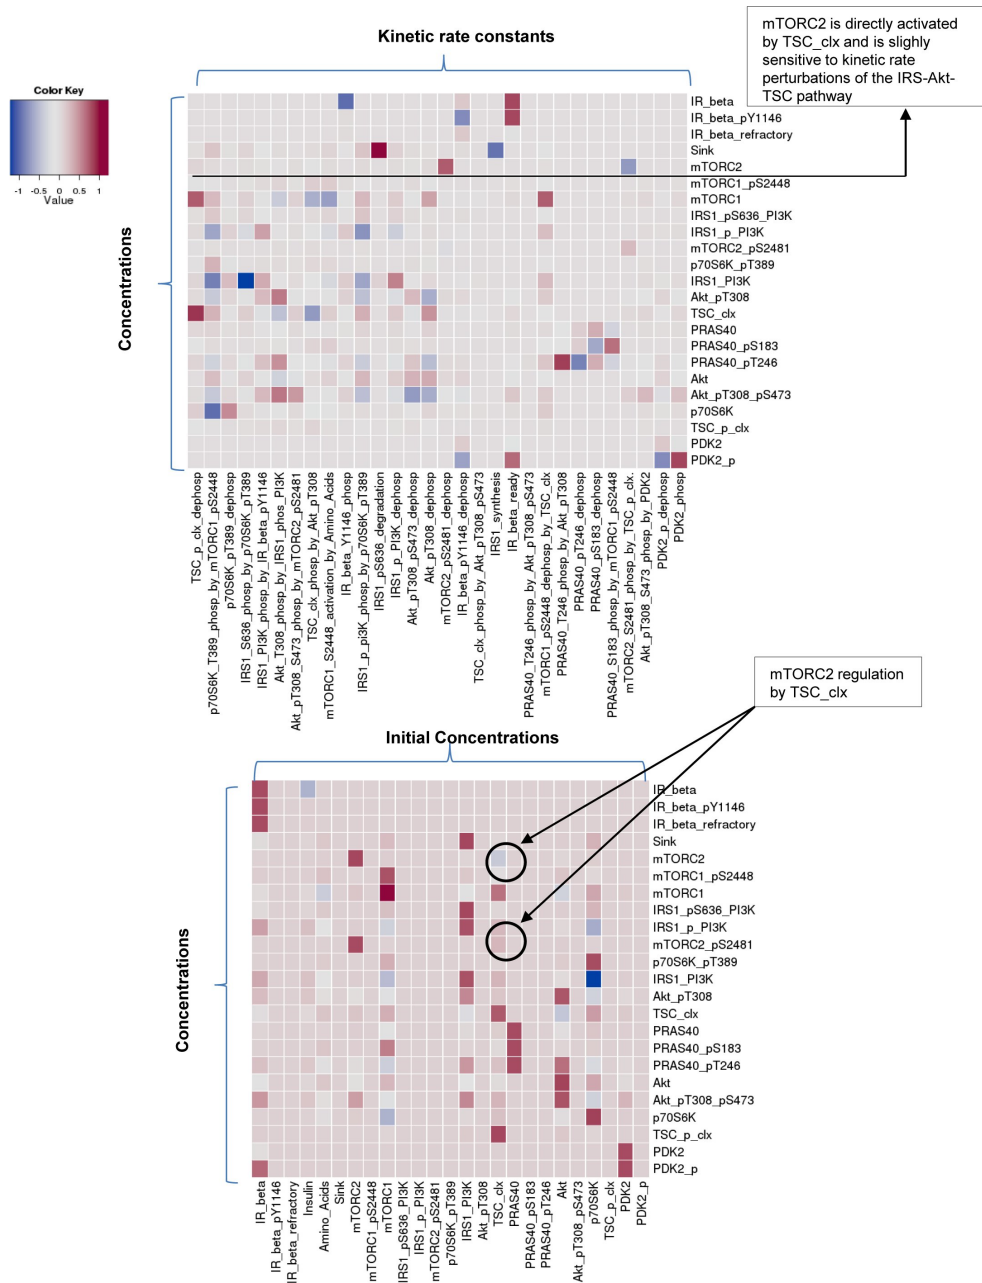 mTORC2 is directly activated
by TSC_clx and is slighly
sensitive to kinetic rate
perturbations of the IRS-Akt-
TSC pathway
Kinetic rate constants
Color Key
-1 -0.5 0 0.5 1
Value
Concentrations
IR_beta
IR_beta_pY1146
IR_beta_refractory
Sink
mTORC2
mTORC1_pS2448
mTORC1
IRS1_pS636_PI3K
IRS1_p_PI3K
mTORC2_pS2481
p70S6K_pT389
IRS1_PI3K
Akt_pT308
TSC_clx
PRAS40
PRAS40_pS183
PRAS40_pT246
Akt
Akt_pT308_pS473
p70S6K
TSC_p_clx
PDK2
PDK2_p
TSC_p_clx_dephosp
p70S6K_T389_phosp_by_mTORC1_pS2448
p70S6K_pT389_dephosp
IRS1_S636_phosp_by_p70S6K_pT389
IRS1_PI3K_phosp_by_IR_beta_pY1146
Akt_T308_phosp_by_IRS1_phos_PI3K
Akt_pT308_S473_phosp_by_mTORC2_pS2481
TSC_clx_phosp_by_Akt_pT308
mTORC1_S2448_activation_by_Amino_Acids
IR_beta_Y1146_phosp
IRS1_p_pi3K_phosp_by_p70S6K_pT389
IRS1_pS636_degradation
IRS1_p_PI3K_dephosp
Akt_pT308_pS473_dephosp
Akt_pT308_dephosp
mTORC2_pS2481_dephosp
IR_beta_pY1146_dephosp
TSC_clx_phosp_by_Akt_pT308_pS473
IRS1_synthesis
IR_beta_ready
PRAS40_T246_phosp_by_Akt_pT308_pS473
mTORC1_pS2448_dephosp_by_TSC_clx
PRAS40_T246_phosp_by_Akt_pT308
PRAS40_pT246_dephosp
PRAS40_pS183_dephosp
PRAS40_S183_phosp_by_mTORC1_pS2448
mTORC2_S2481_phosp_by_TSC_p_clx.
Akt_pT308_S473_phosp_by_PDK2
PDK2_p_dephosp
PDK2_phosp
mTORC2 regulation
by TSC_clx
Initial Concentrations
Concentrations
IR_beta
IR_beta_pY1146
IR_beta_refractory
Sink
mTORC2
mTORC1_pS2448
mTORC1
IRS1_pS636_PI3K
IRS1_p_PI3K
mTORC2_pS2481
p70S6K_pT389
IRS1_PI3K
Akt_pT308
TSC_clx
PRAS40
PRAS40_pS183
PRAS40_pT246
Akt
Akt_pT308_pS473
p70S6K
TSC_p_clx
PDK2
PDK2_p
IR_beta
IR_beta_pY1146
IR_beta_refractory
Insulin
Amino_Acids
Sink
mTORC2
mTORC1_pS2448
mTORC1
IRS1_pS636_PI3K
IRS1_p_PI3K
mTORC2_pS2481
p70S6K_pT389
IRS1_PI3K
Akt_pT308
TSC_clx
PRAS40
PRAS40_pS183
PRAS40_pT246
Akt
Akt_pT308_pS473
p70S6K
TSC_p_clx
PDK2
PDK2_p